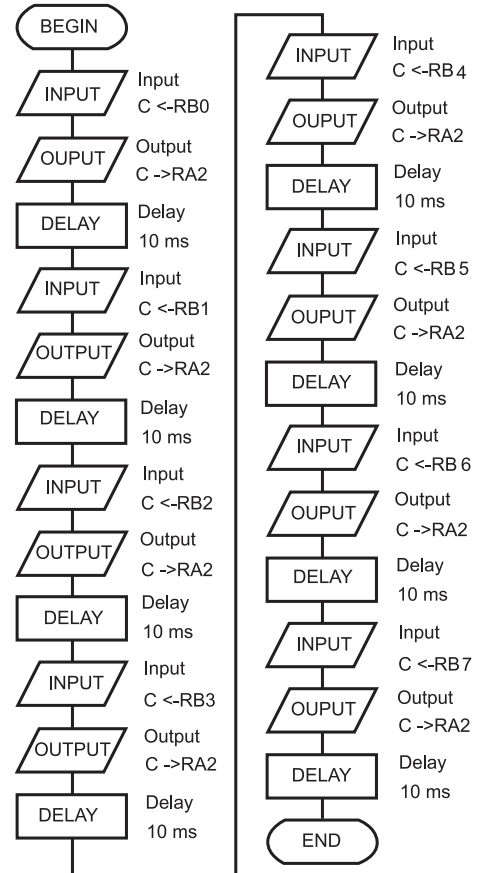 BEGIN
INPUT
Input
C <-RB0
OUPUT
Output
C ->RA2
DELAY
Delay
10 ms
INPUT
Input
C <-RB1
OUTPUT
Output
C ->RA2
DELAY
Delay
10 ms
INPUT
Input
C <-RB2
OUTPUT
Output
C ->RA2
DELAY
Delay
10 ms
INPUT
Input
C <-RB3
OUTPUT
Output
C ->RA2
DELAY
Delay
10 ms
INPUT
Input
C <-RB4
OUPUT
Output
C ->RA2
DELAY
Delay
10 ms
INPUT
Input
C <-RB5
OUPUT
Output
C ->RA2
DELAY
Delay
10 ms
INPUT
Input
C <-RB6
OUPUT
Output
C ->RA2
DELAY
Delay
10 ms
INPUT
Input
C <-RB7
OUPUT
Output
C ->RA2
DELAY
Delay
10 ms
END